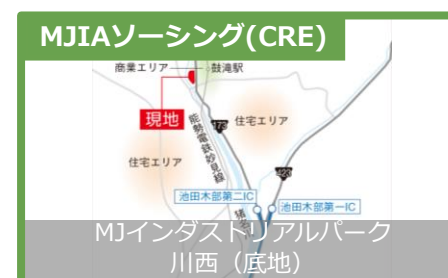 MJIAソーシング(CRE)
商業エリア
鼓滝駅
現地
能勢電鉄妙見線
173
住宅エリア
住宅エリア
池田木部第二IC
池田木部第一IC
MJインダストリアルパーク
川西（底地）